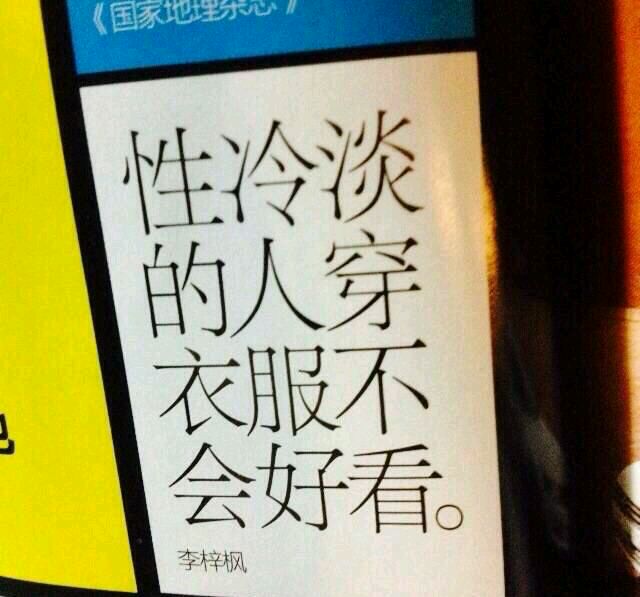 《国家地理杂志》
性冷淡
的人穿
衣服不
会好看。
李梓枫